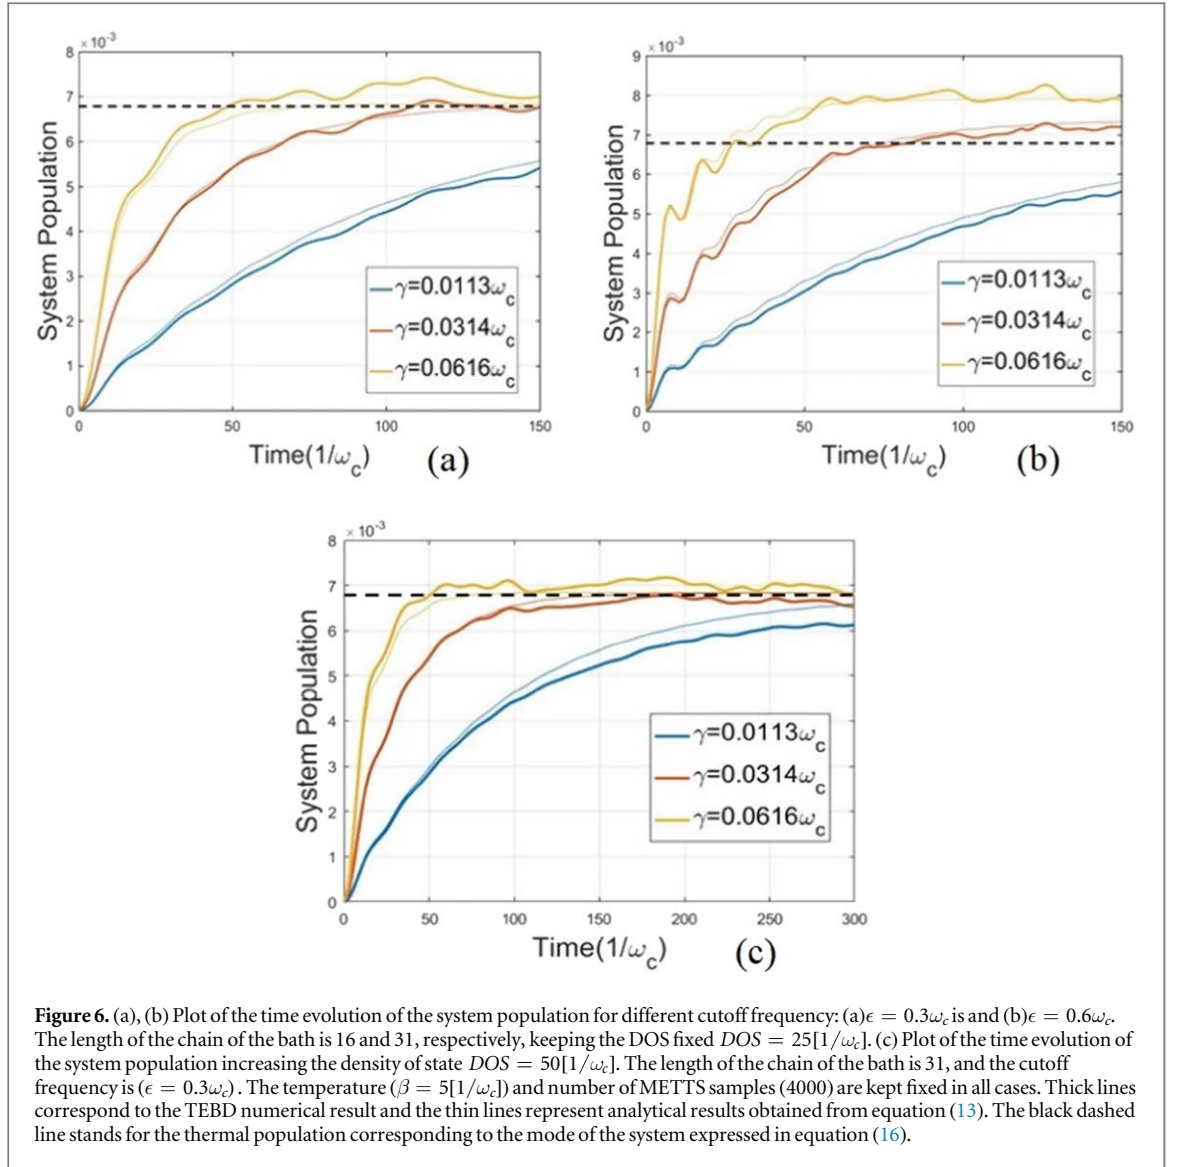 × 10⁻³
8
7
6
5
4
3
2
1
0
System Population
γ=0.0113ω_c
γ=0.0314ω_c
γ=0.0616ω_c
0 50 100 150
Time(1/ω_c) (a)
× 10⁻³
9
8
7
6
5
4
3
2
1
0
System Population
γ=0.0113ω_c
γ=0.0314ω_c
γ=0.0616ω_c
0 50 100 150
Time(1/ω_c) (b)
× 10⁻³
8
7
6
5
4
3
2
1
0
System Population
γ=0.0113ω_c
γ=0.0314ω_c
γ=0.0616ω_c
0 50 100 150 200 250 300
Time(1/ω_c) (c)
Figure 6. (a), (b) Plot of the time evolution of the system population for different cutoff frequency: (a)ϵ = 0.3ω_c is and (b)ϵ = 0.6ω_c.
The length of the chain of the bath is 16 and 31, respectively, keeping the DOS fixed DOS = 25[1/ω_c]. (c) Plot of the time evolution of
the system population increasing the density of state DOS = 50[1/ω_c]. The length of the chain of the bath is 31, and the cutoff
frequency is (ϵ = 0.3ω_c). The temperature (β = 5[1/ω_c]) and number of METTS samples (4000) are kept fixed in all cases. Thick lines
correspond to the TEBD numerical result and the thin lines represent analytical results obtained from equation (13). The black dashed
line stands for the thermal population corresponding to the mode of the system expressed in equation (16).